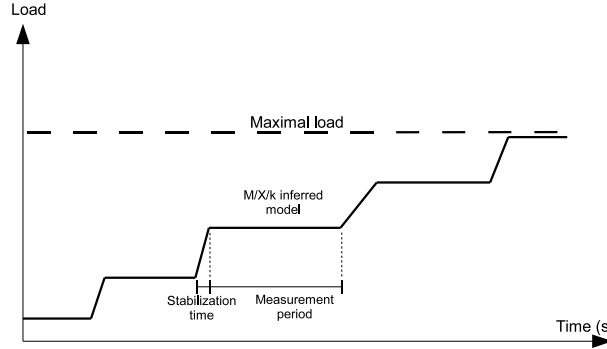 Load
Maximal load
M/X/k inferred
model
Stabilization
time
Measurement
period
Time (s